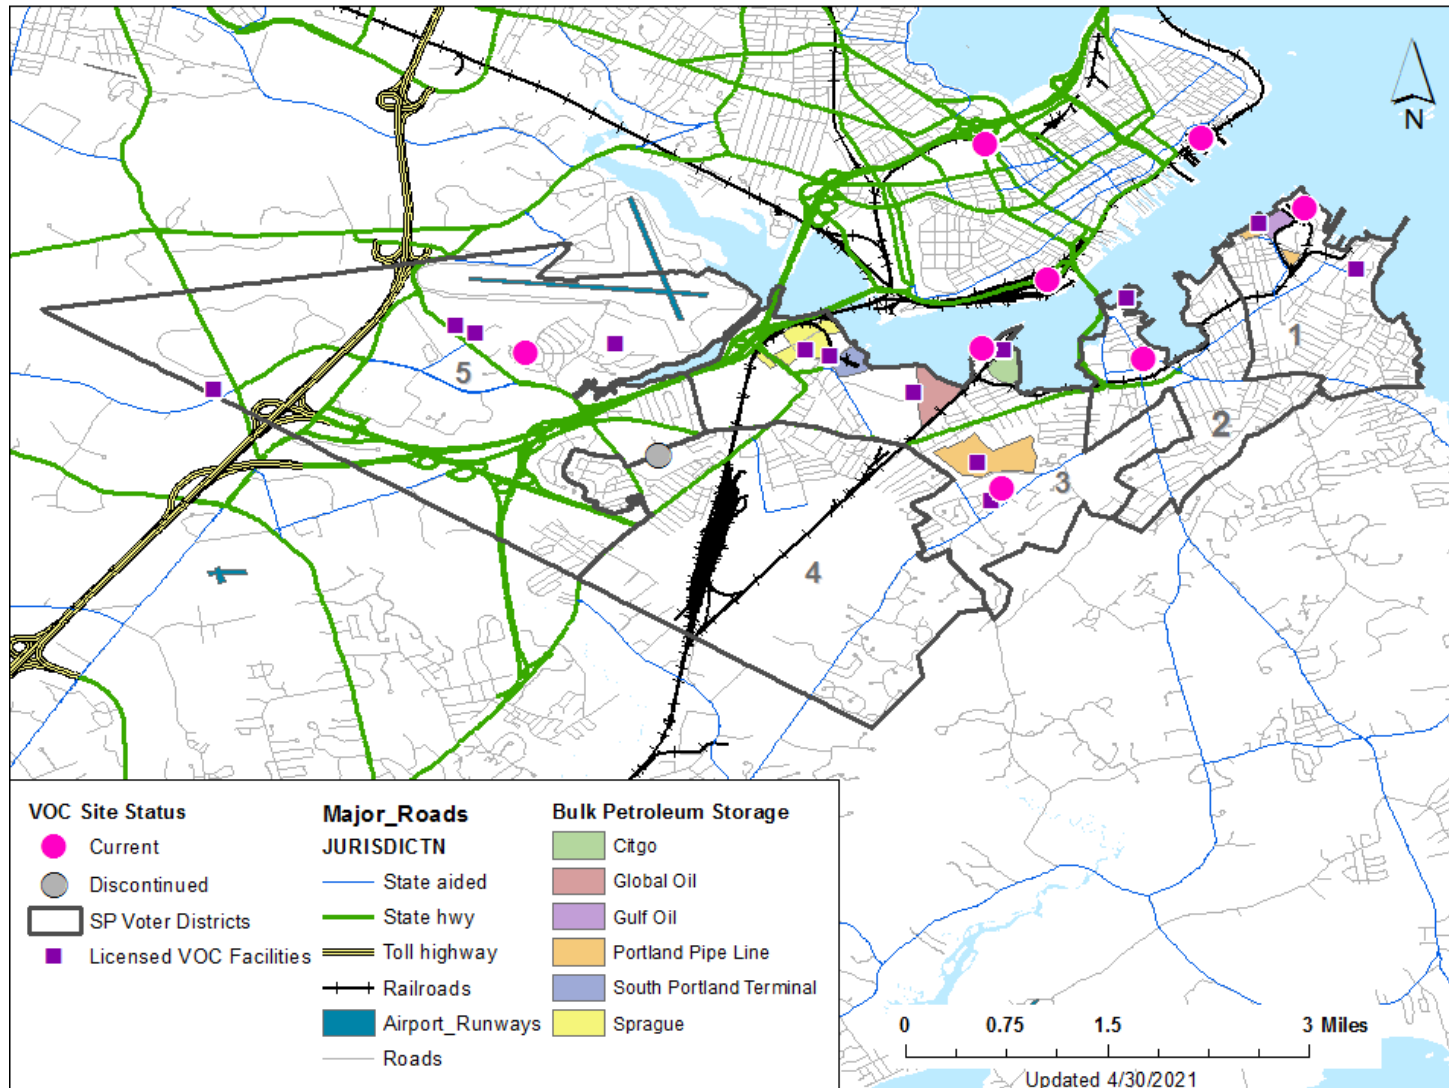 N
1
2
3
4
5
VOC Site Status
Current
Discontinued
SP Voter Districts
Licensed VOC Facilities
Major_Roads
JURISDICTN
State aided
State hwy
Toll highway
Railroads
Airport_Runways
Roads
Bulk Petroleum Storage
Citgo
Global Oil
Gulf Oil
Portland Pipe Line
South Portland Terminal
Sprague
0 0.75 1.5 3 Miles
Updated 4/30/2021